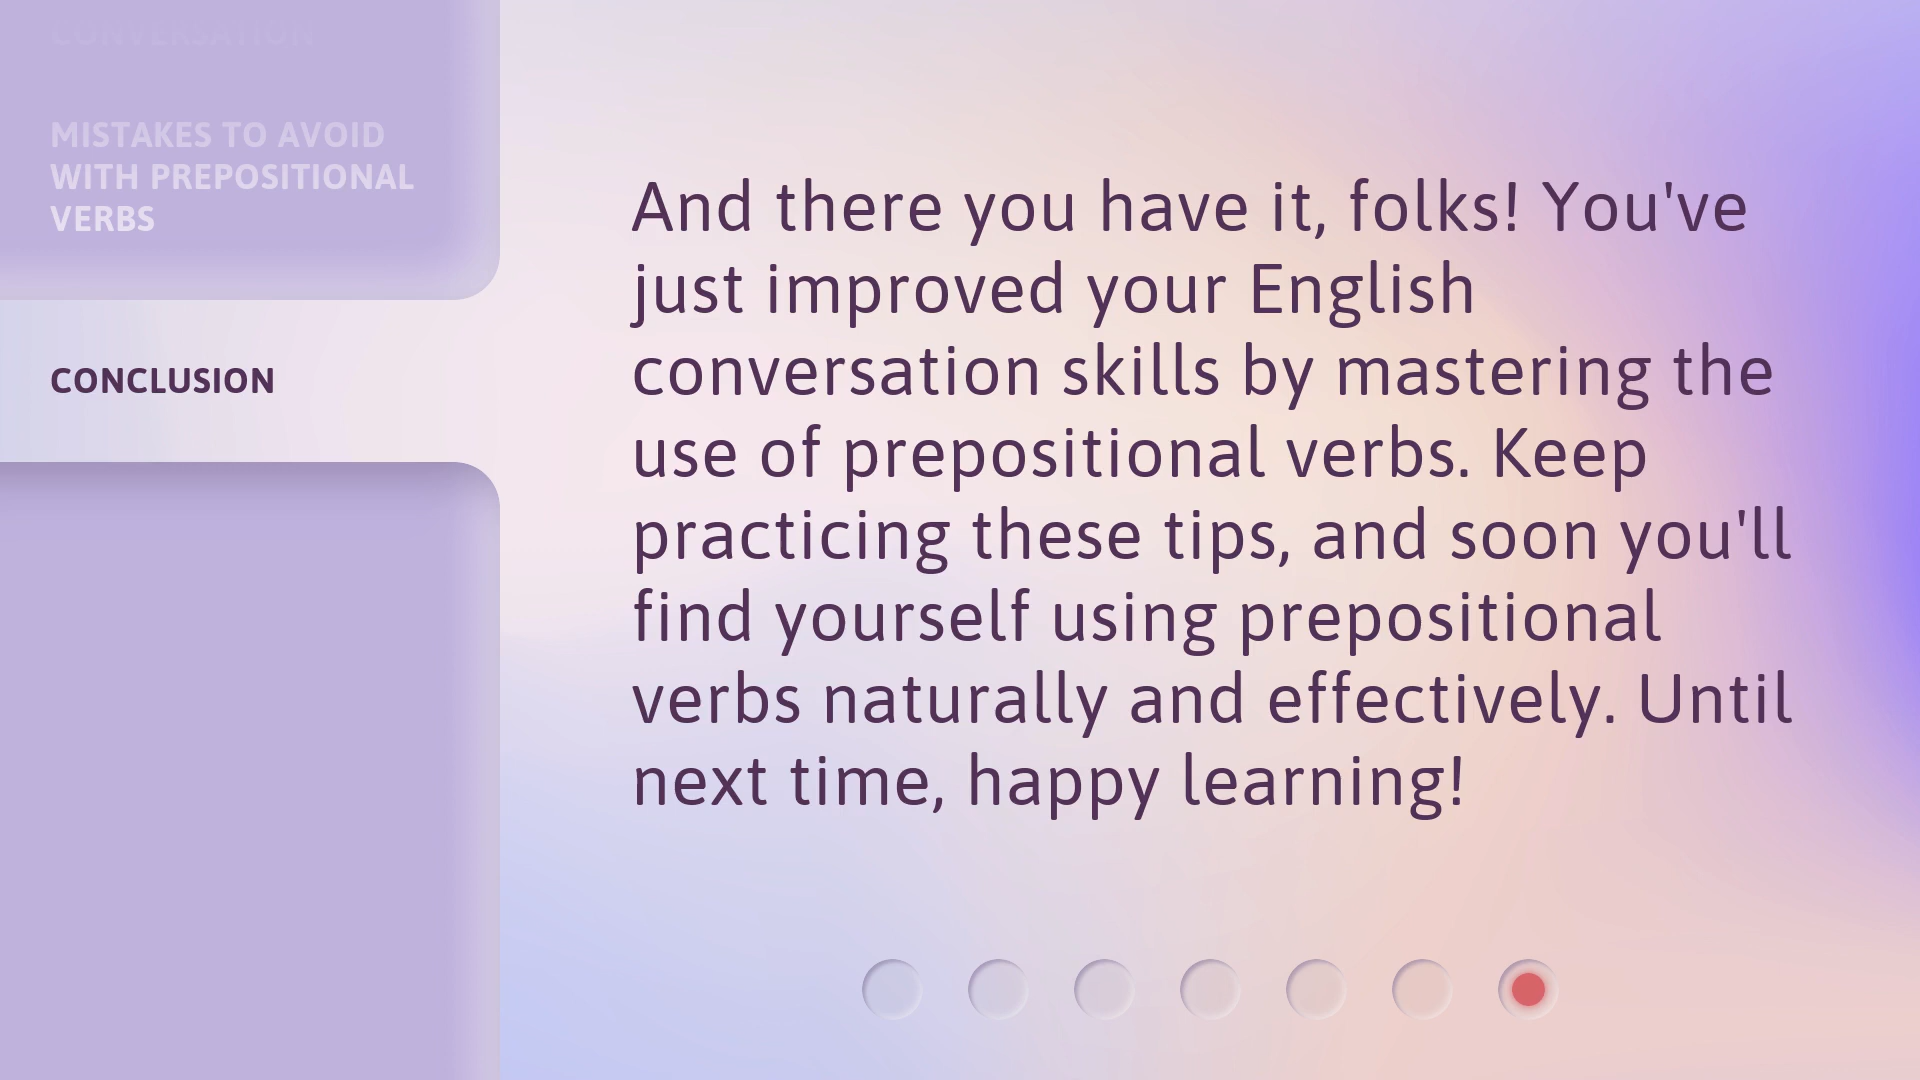 CONVERSATION
MISTAKES TO AVOID
WITH PREPOSITIONAL
VERBS
CONCLUSION
And there you have it, folks! You've
just improved your English
conversation skills by mastering the
use of prepositional verbs. Keep
practicing these tips, and soon you'll
find yourself using prepositional
verbs naturally and effectively. Until
next time, happy learning!